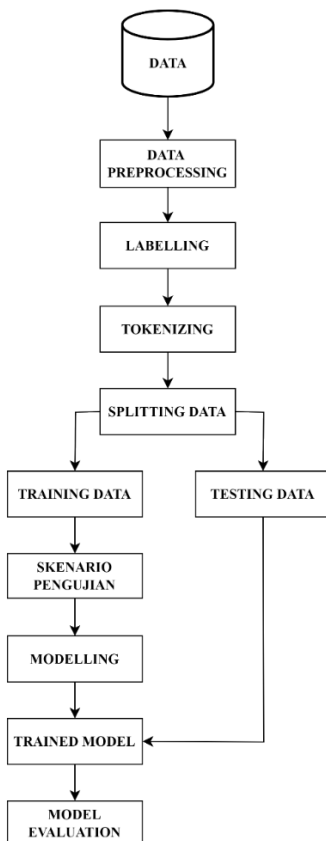 DATA
DATA
PREPROCESSING
LABELLING
TOKENIZING
SPLITTING DATA
TRAINING DATA
TESTING DATA
SKENARIO
PENGUJIAN
MODELLING
TRAINED MODEL
MODEL
EVALUATION